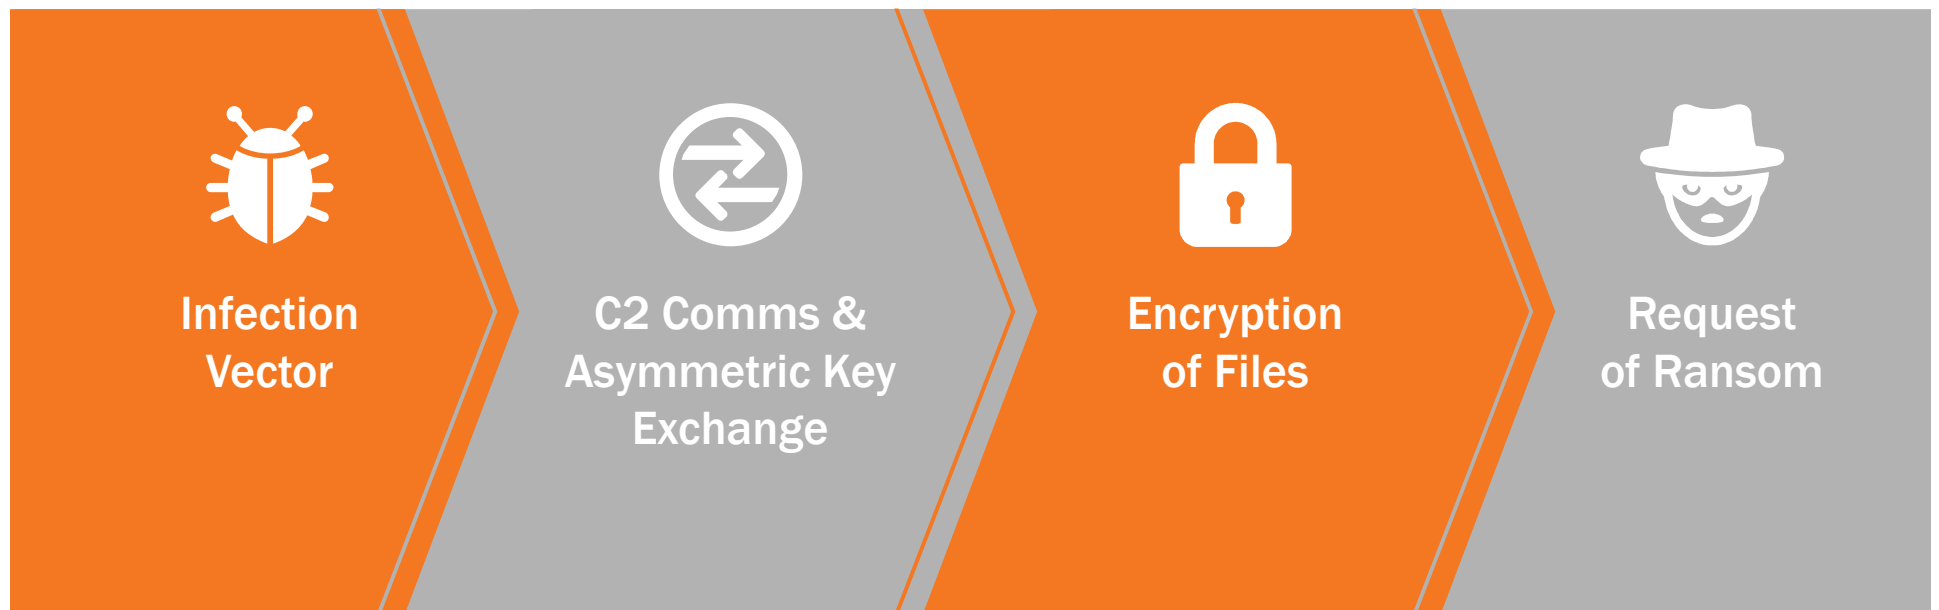 Infection
Vector
C2 Comms &
Asymmetric Key
Exchange
Encryption
of Files
Request
of Ransom